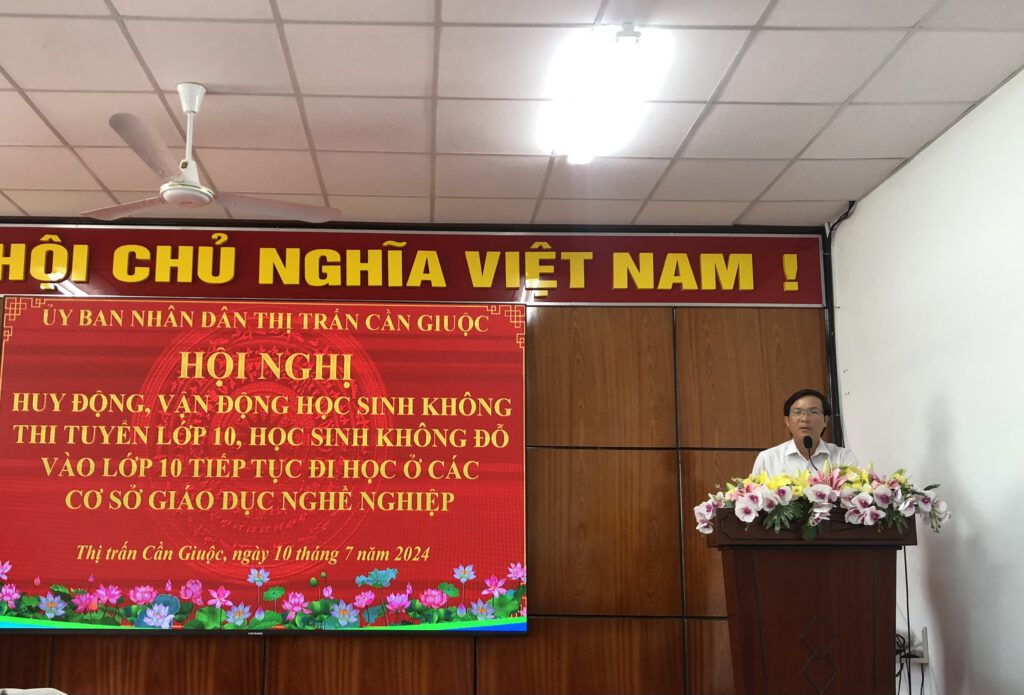 HỘI CHỦ NGHĨA VIỆT NAM !
ỦY BAN NHÂN DÂN THỊ TRẤN CẦN GIUỘC
HỘI NGHỊ
HUY ĐỘNG, VẬN ĐỘNG HỌC SINH KHÔNG
THI TUYỂN LỚP 10, HỌC SINH KHÔNG ĐỖ
VÀO LỚP 10 TIẾP TỤC ĐI HỌC Ở CÁC
CƠ SỞ GIÁO DỤC NGHỀ NGHIỆP
Thị trấn Cần Giuộc, ngày 10 tháng 7 năm 2024